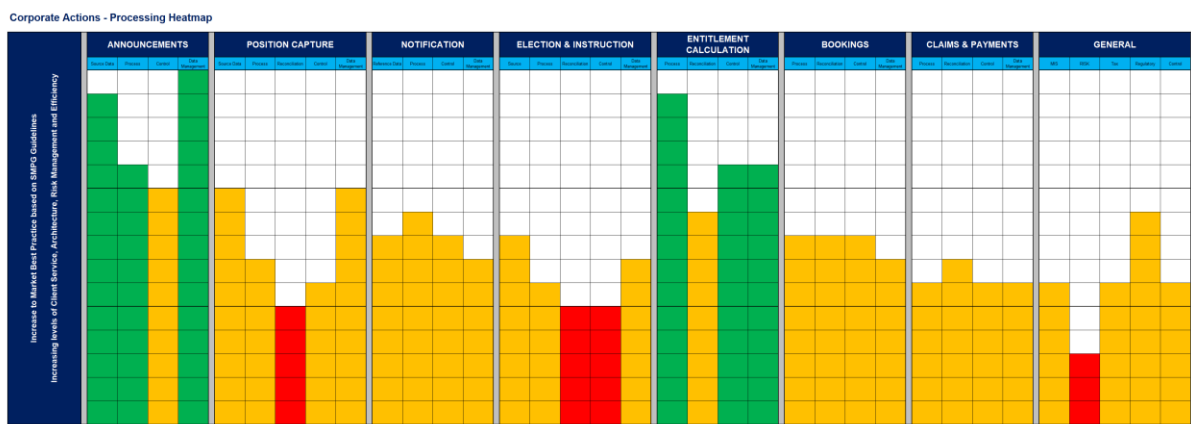 Corporate Actions - Processing Heatmap
Increase to Market Best Practice based on SMPG Guidelines
Increasing levels of Client Service, Architecture, Risk Management and Efficiency
ANNOUNCEMENTS
POSITION CAPTURE
NOTIFICATION
ELECTION & INSTRUCTION
ENTITLEMENT
CALCULATION
BOOKINGS
CLAIMS & PAYMENTS
GENERAL
Source Data Process Control Data
Management
Source Data Process Reconciliation Control Data
Management
Reference Data Process Control Data
Management
Source Process Reconciliation Control Data
Management
Process Reconciliation Control Data
Management
Process Reconciliation Control Data
Management
Process Reconciliation Control Data
Management
Tax Regulatory Control